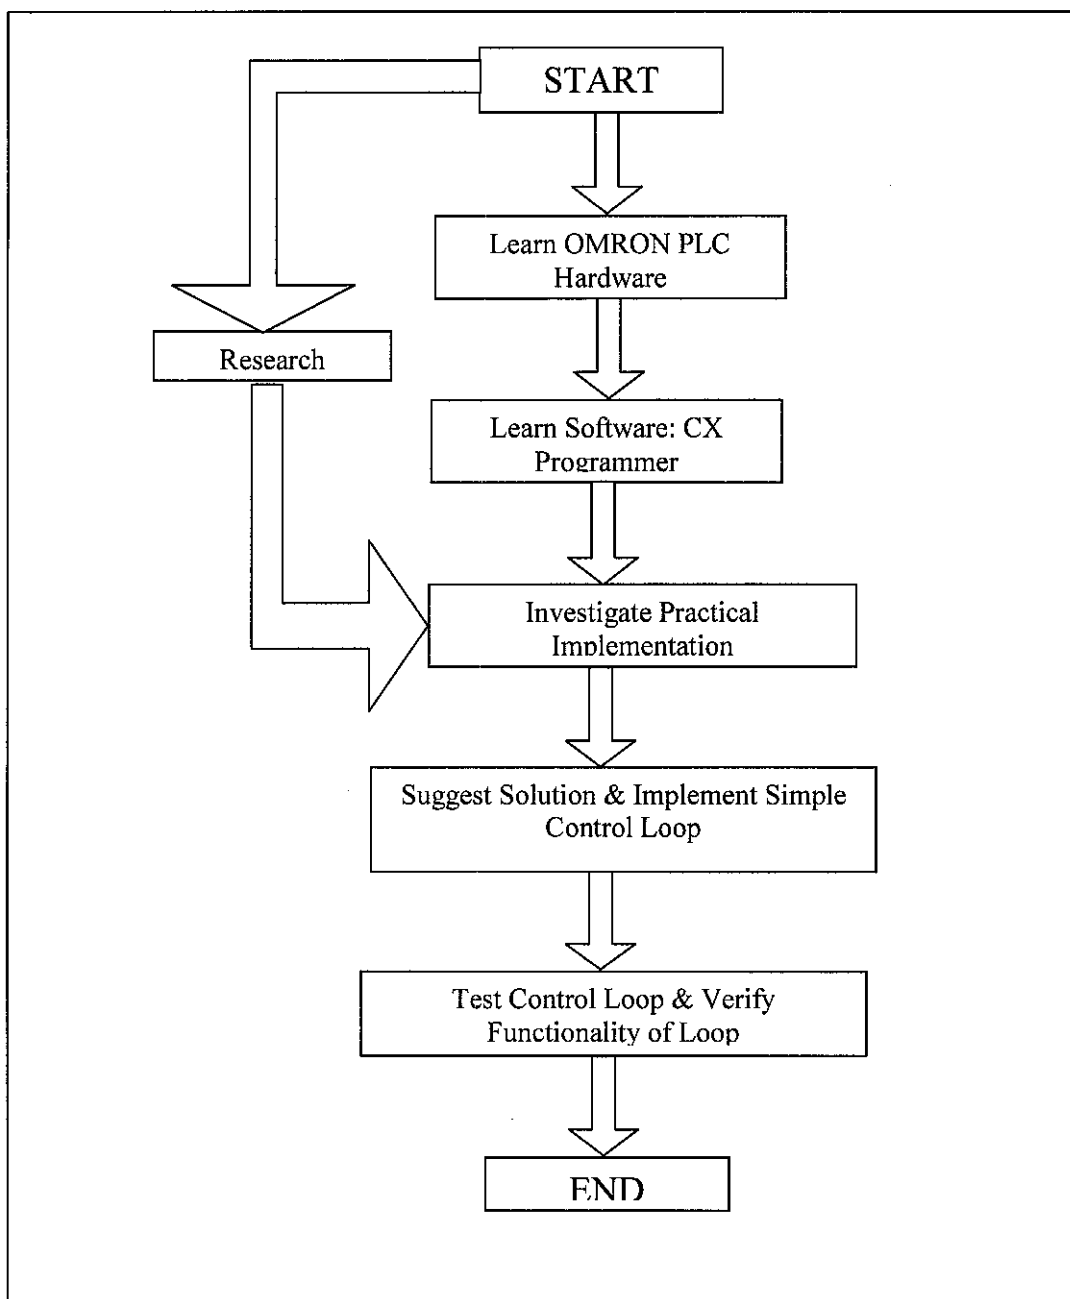 START
Learn OMRON PLC
Hardware
Research
Learn Software: CX
Programmer
Investigate Practical
Implementation
Suggest Solution & Implement Simple
Control Loop
Test Control Loop & Verify
Functionality of Loop
END